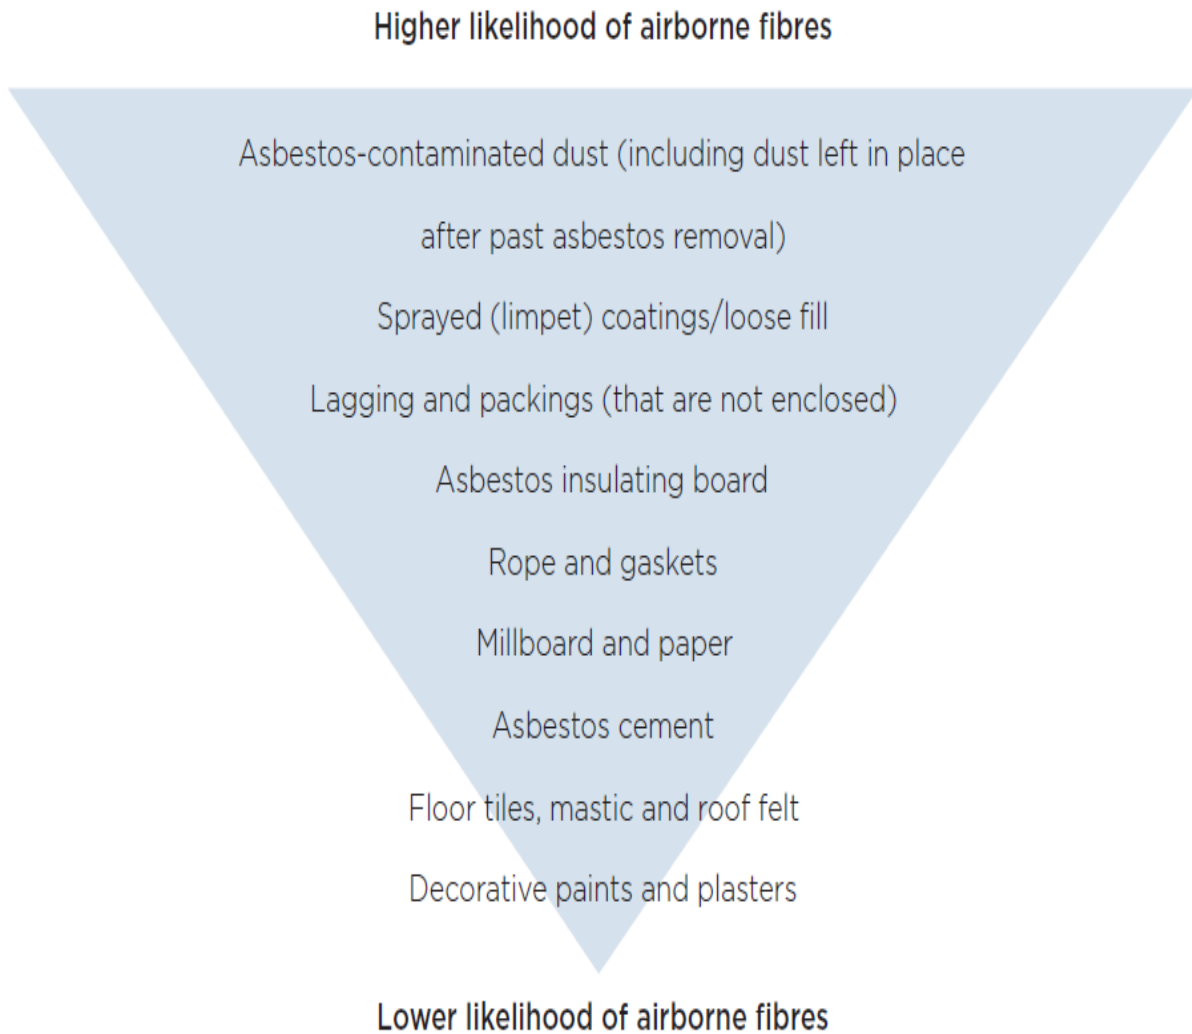 Higher likelihood of airborne fibres
Asbestos-contaminated dust (including dust left in place
after past asbestos removal)
Sprayed (limpet) coatings/loose fill
Lagging and packings (that are not enclosed)
Asbestos insulating board
Rope and gaskets
Millboard and paper
Asbestos cement
Floor tiles, mastic and roof felt
Decorative paints and plasters
Lower likelihood of airborne fibres